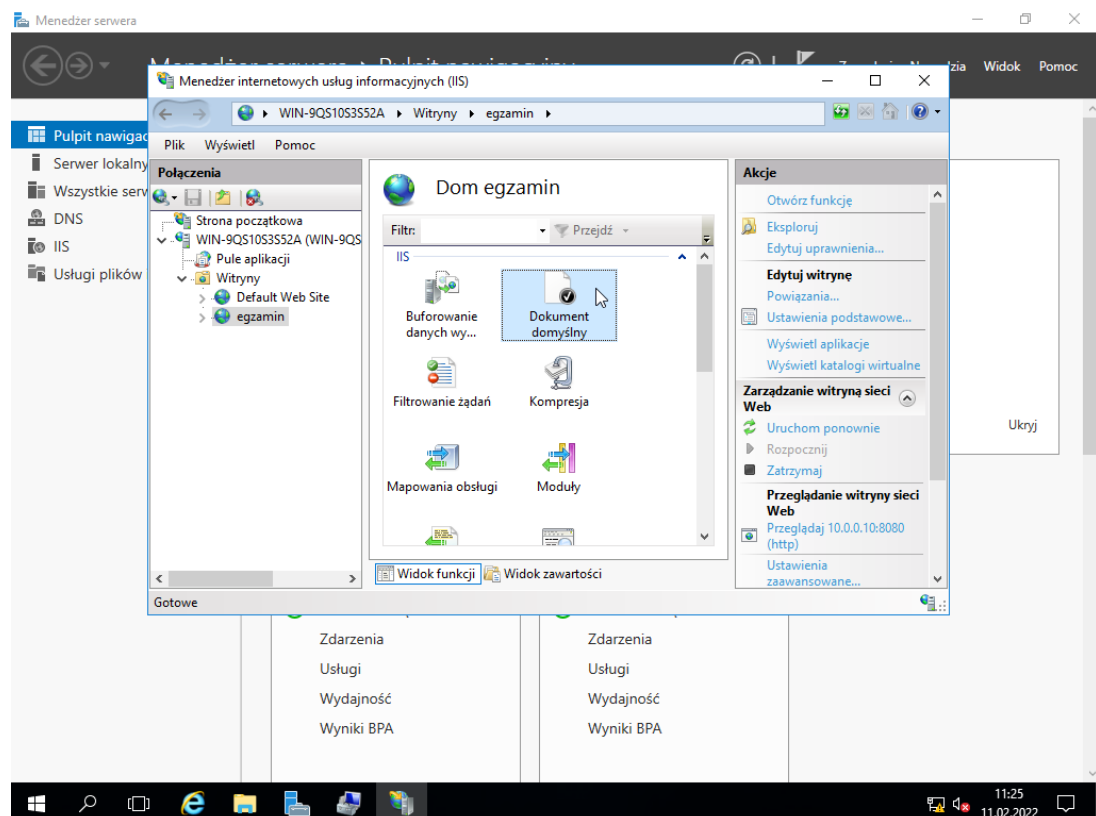 Menedżer serwera
Widok Pomoc
Menedżer internetowych usług informacyjnych (IIS)
WIN-9QS10S3S52A Witryny egzamin
Plik Wyświetl Pomoc
Pulpit nawigac
Serwer lokalny
Wszystkie serw
DNS
IIS
Usługi plików
Połączenia
Strona początkowa
WIN-9QS10S3S52A (WIN-9QS
Pule aplikacji
Witryny
Default Web Site
egzamin
Dom egzamin
Filtr:
Przejdź
IIS
Buforowanie danych wy...
Dokument domyślny
Filtrowanie żądań
Kompresja
Mapowania obsługi
Moduły
Widok funkcji
Widok zawartości
Akcje
Otwórz funkcję
Eksploruj
Edytuj uprawnienia...
Edytuj witrynę
Powiązania...
Ustawienia podstawowe...
Wyświetl aplikacje
Wyświetl katalogi wirtualne
Zarządzanie witryną sieci
Web
Uruchom ponownie
Rozpocznij
Zatrzymaj
Przeglądanie witryny sieci
Web
Przeglądaj 10.0.0.10:8080
(http)
Ustawienia
zaawansowane...
Gotowe
Ukryj
Zdarzenia
Usługi
Wydajność
Wyniki BPA
Zdarzenia
Usługi
Wydajność
Wyniki BPA
11:25
11.02.2022